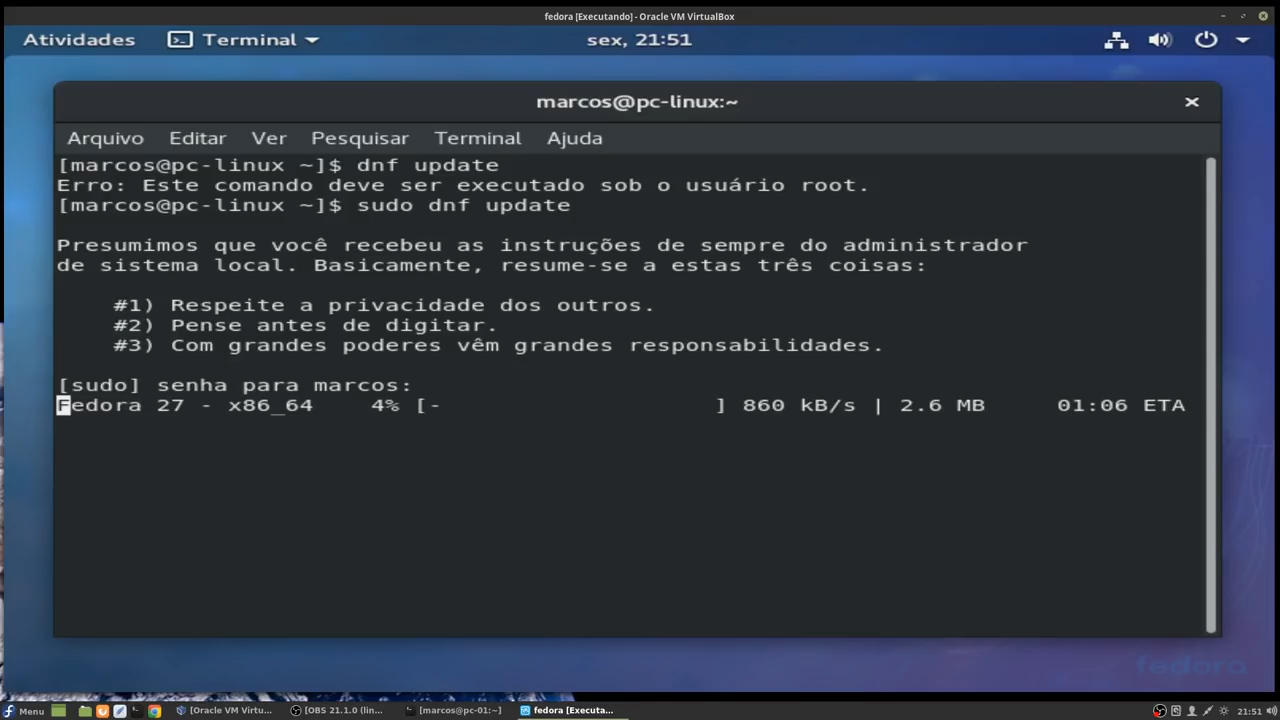 fedora [Executando] - Oracle VM VirtualBox
Atividades Terminal sex, 21:51
marcos@pc-linux:~
Arquivo Editar Ver Pesquisar Terminal Ajuda
[marcos@pc-linux ~]$ dnf update
Erro: Este comando deve ser executado sob o usuário root.
[marcos@pc-linux ~]$ sudo dnf update
Presumimos que você recebeu as instruções de sempre do administrador
de sistema local. Basicamente, resume-se a estas três coisas:
#1) Respeite a privacidade dos outros.
#2) Pense antes de digitar.
#3) Com grandes poderes vêm grandes responsabilidades.
[sudo] senha para marcos:
Fedora 27 - x86_64 4% [- ] 860 kB/s | 2.6 MB 01:06 ETA
fedora
Menu [Oracle VM Virtu... [OBS 21.1.0 (lin... [marcos@pc-01:~] fedora [Executa... 21:51